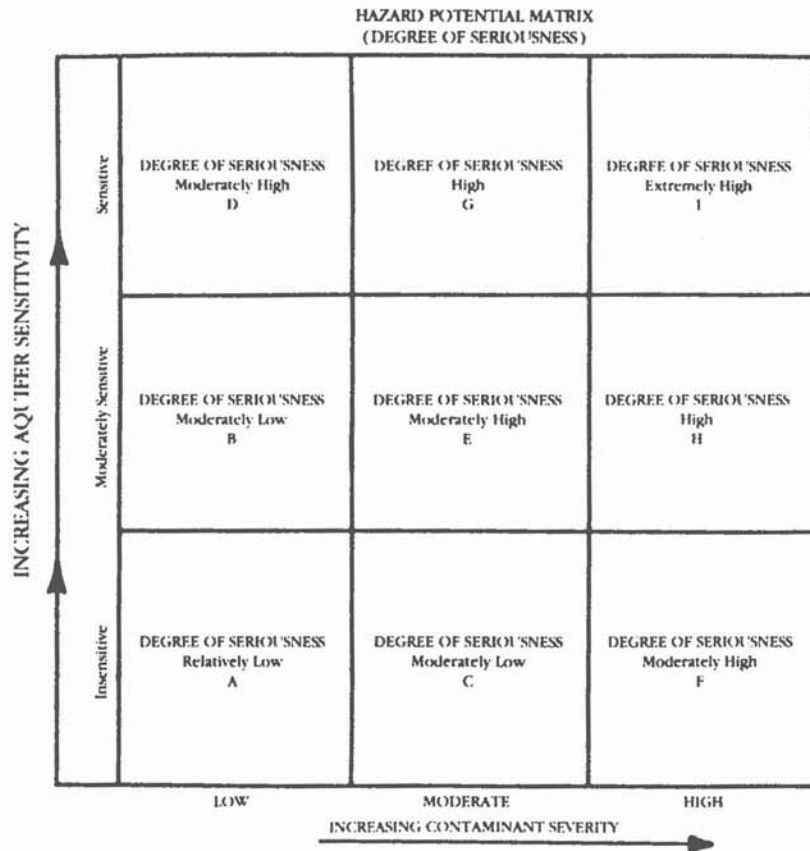 HAZARD POTENTIAL MATRIX
(DEGREE OF SERIOUSNESS)
INCREASING AQUIFER SENSITIVITY
Sensitive
DEGREE OF SERIOUSNESS
Moderately High
D
DEGREE OF SERIOUSNESS
High
G
DEGREE OF SERIOUSNESS
Extremely High
I
Moderately Sensitive
DEGREE OF SERIOUSNESS
Moderately Low
B
DEGREE OF SERIOUSNESS
Moderately High
E
DEGREE OF SERIOUSNESS
High
H
Insensitive
DEGREE OF SERIOUSNESS
Relatively Low
A
DEGREE OF SERIOUSNESS
Moderately Low
C
DEGREE OF SERIOUSNESS
Moderately High
F
LOW
MODERATE
HIGH
INCREASING CONTAMINANT SEVERITY